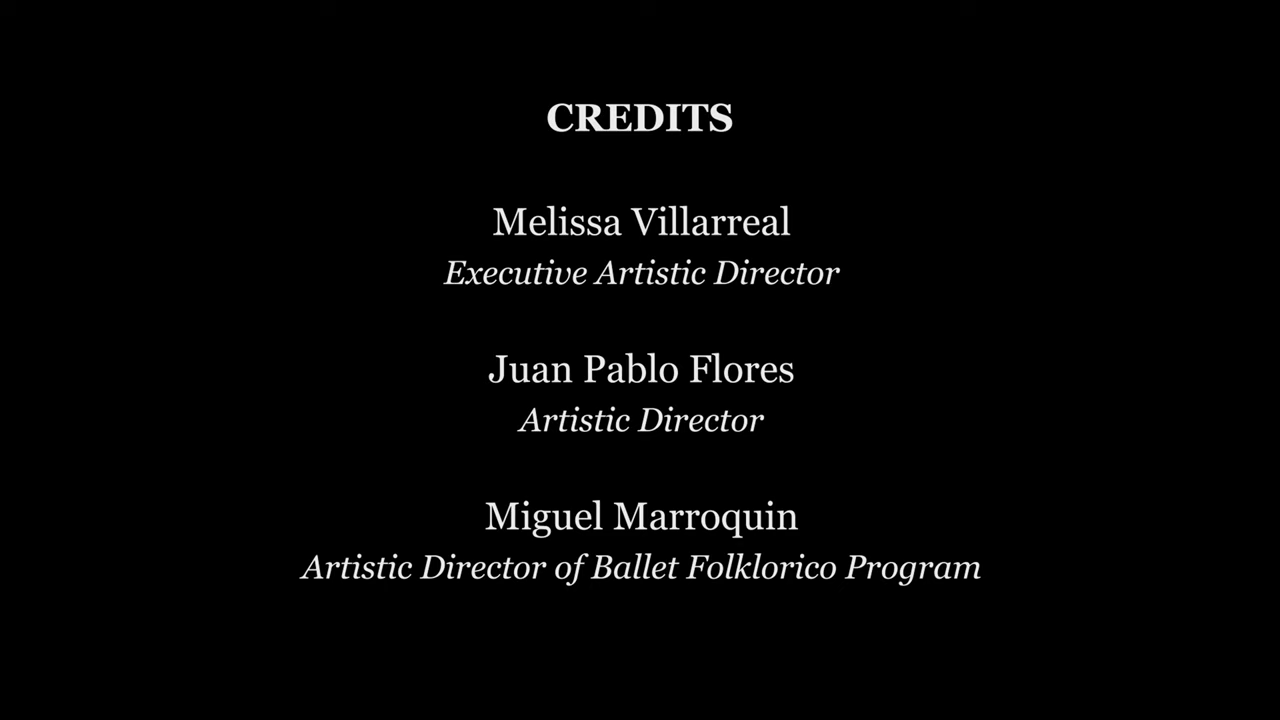 CREDITS
Melissa Villarreal
Executive Artistic Director
Juan Pablo Flores
Artistic Director
Miguel Marroquin
Artistic Director of Ballet Folklorico Program